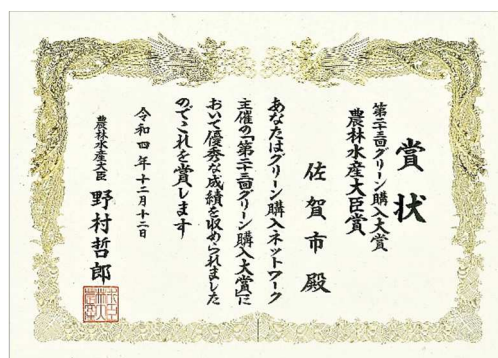 賞状
第二十三回グリーン購入大賞
農林水産大臣賞
佐賀市殿
あなたはグリーン購入ネットワーク
主催の「第二十三回グリーン購入大賞」に
おいて優秀な成績を収められました
のでこれを賞します
令和四年十二月十二日
農林水産大臣 野村哲郎